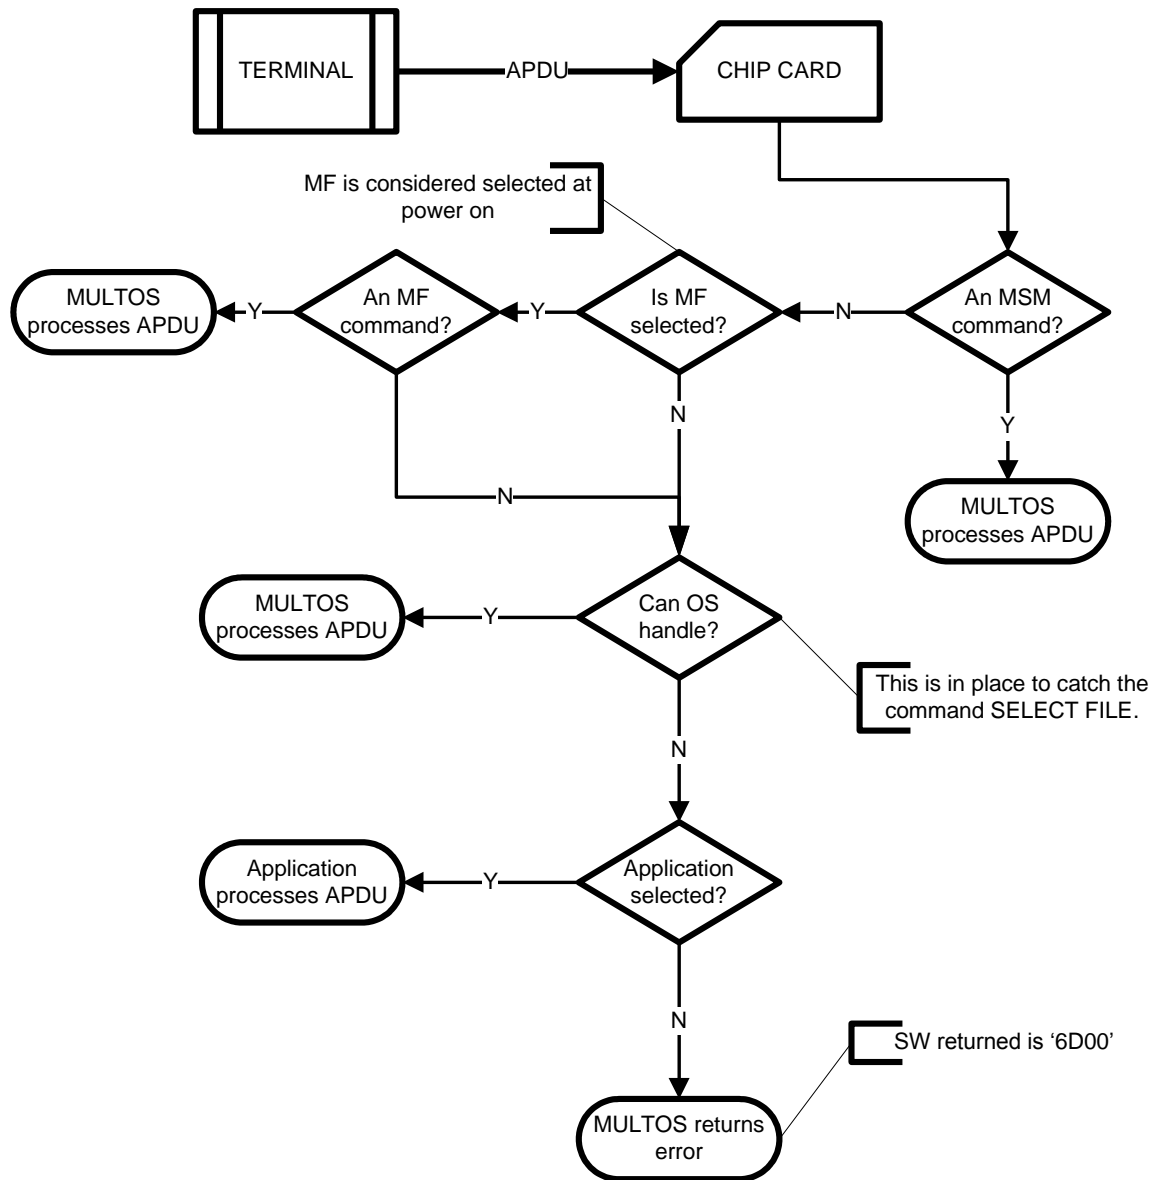 TERMINAL
APDU
CHIP CARD
MF is considered selected at
power on
MULTOS
processes APDU
Y
An MF
command?
Y
Is MF
selected?
N
An MSM
command?
N
Y
N
MULTOS
processes APDU
MULTOS
processes APDU
Y
Can OS
handle?
This is in place to catch the
command SELECT FILE.
N
Application
processes APDU
Y
Application
selected?
N
SW returned is ‘6D00’
MULTOS returns
error